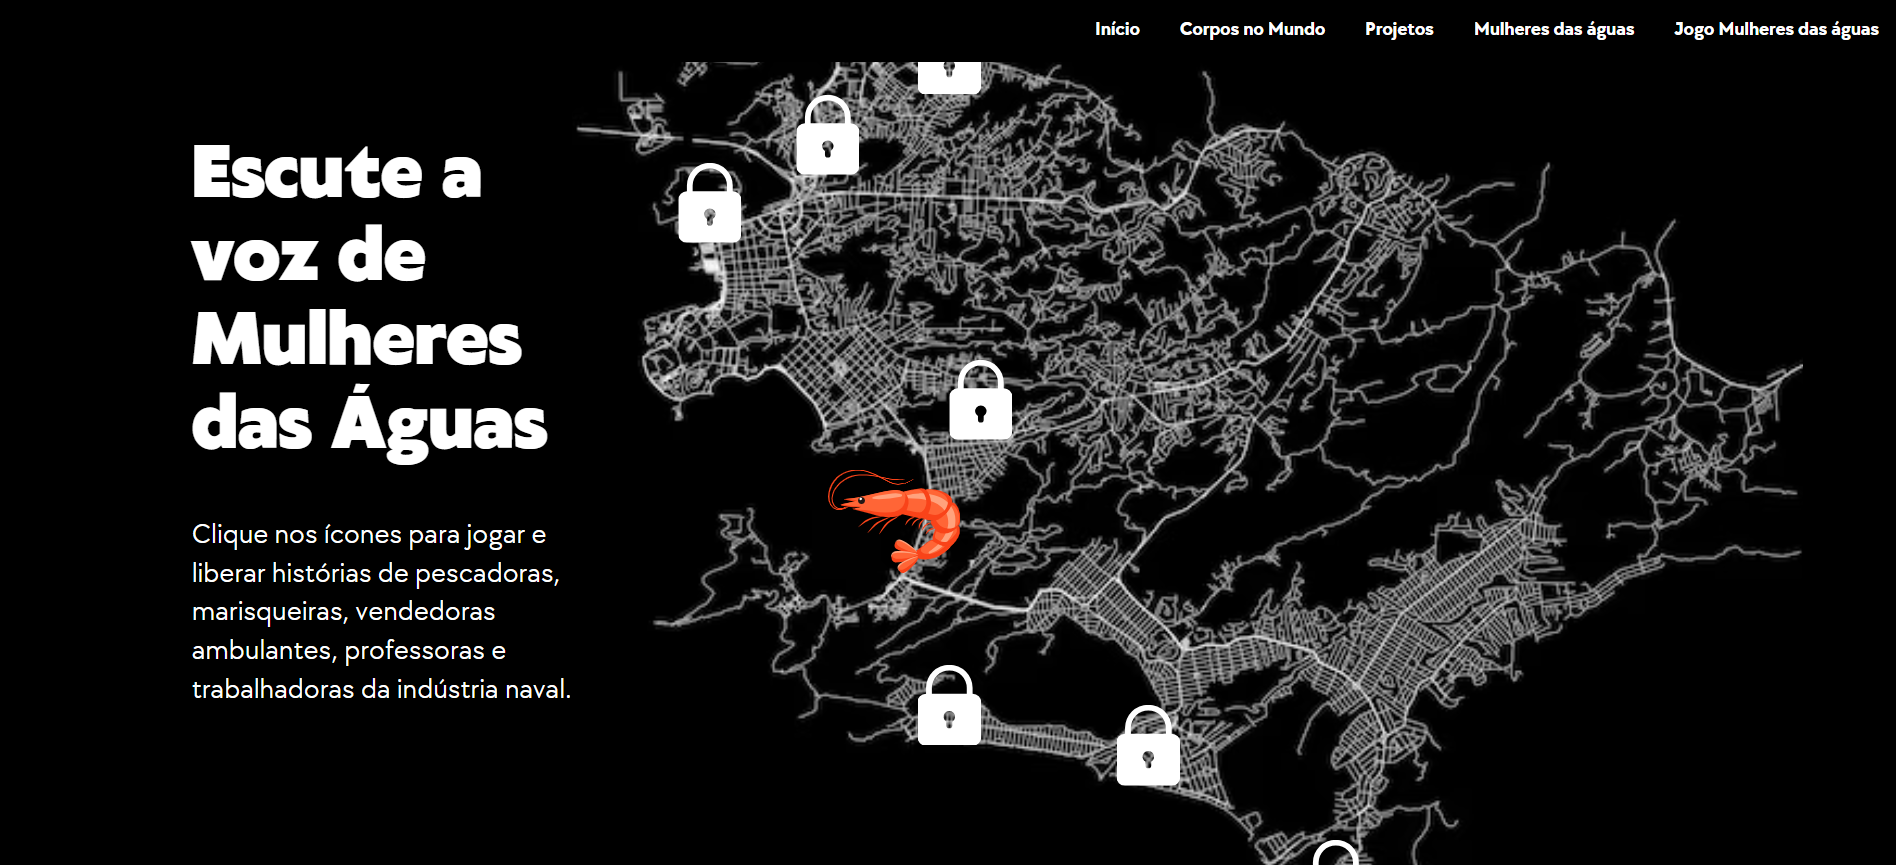 Início Corpos no Mundo Projetos Mulheres das águas Jogo Mulheres das águas
Escute a
voz de
Mulheres
das Águas
Clique nos ícones para jogar e
liberar histórias de pescadoras,
marisqueiras, vendedoras
ambulantes, professoras e
trabalhadoras da indústria naval.